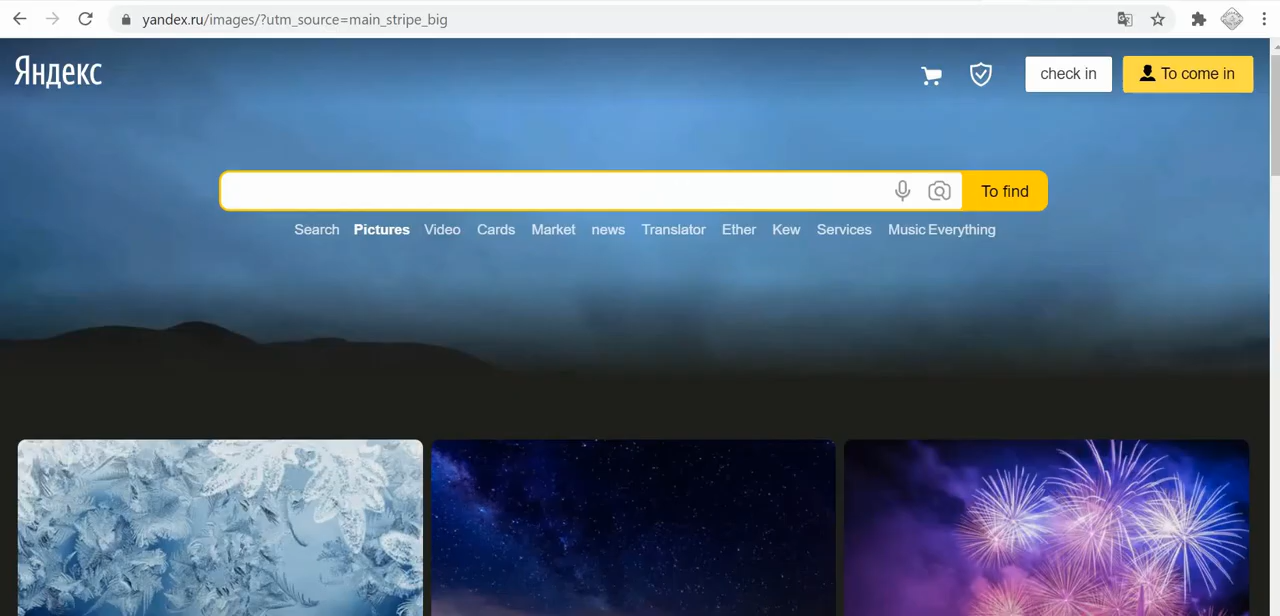 yandex.ru/images/?utm_source=main_stripe_big
Яндекс
check in
To come in
To find
Search Pictures Video Cards Market news Translator Ether Kew Services Music Everything